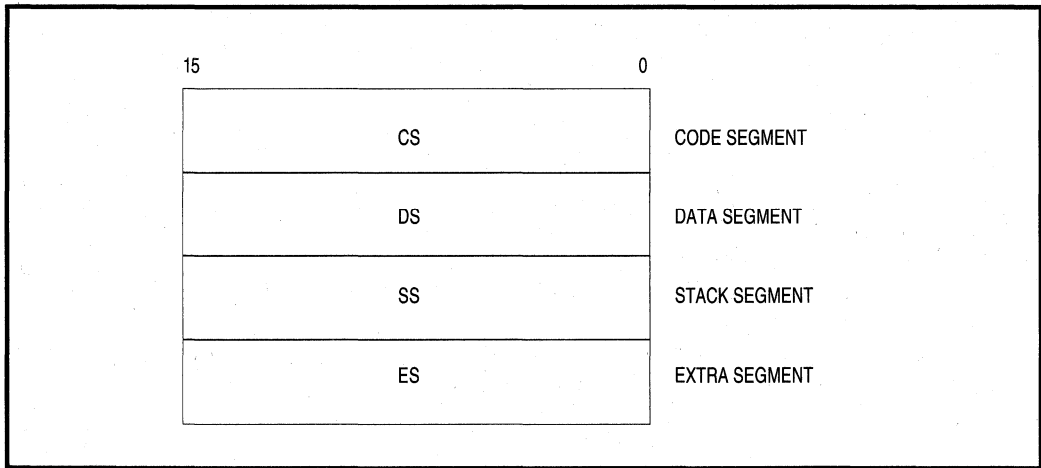 15 0
CS CODE SEGMENT
DS DATA SEGMENT
SS STACK SEGMENT
ES EXTRA SEGMENT